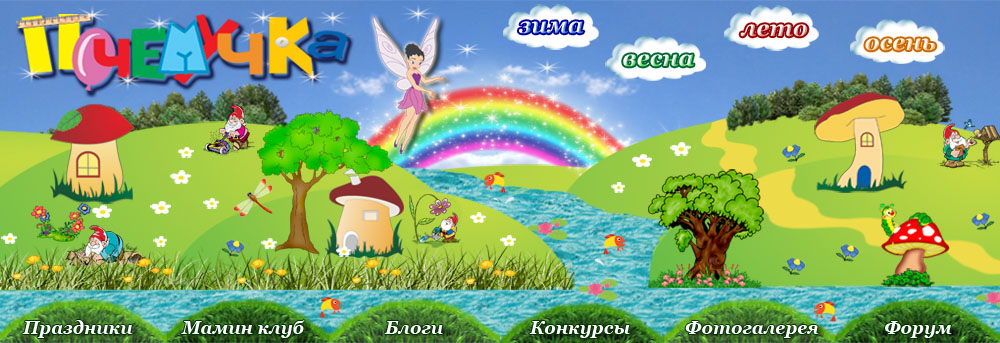 Почемучка
зима
весна
лето
осень
Праздники
Мамин клуб
Блоги
Конкурсы
Фотогалерея
Форум